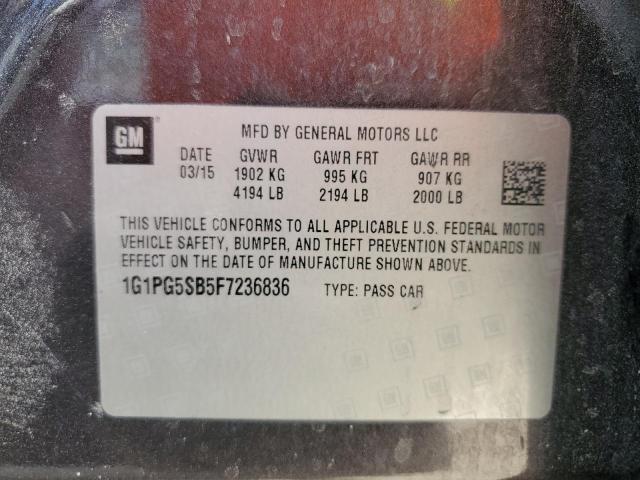 GM
MFD BY GENERAL MOTORS LLC
DATE GVWR GAWR FRT GAWR RR
03/15 1902 KG 995 KG 907 KG
4194 LB 2194 LB 2000 LB
THIS VEHICLE CONFORMS TO ALL APPLICABLE U.S. FEDERAL MOTOR
VEHICLE SAFETY, BUMPER, AND THEFT PREVENTION STANDARDS IN
EFFECT ON THE DATE OF MANUFACTURE SHOWN ABOVE.
1G1PG5SB5F7236836 TYPE: PASS CAR